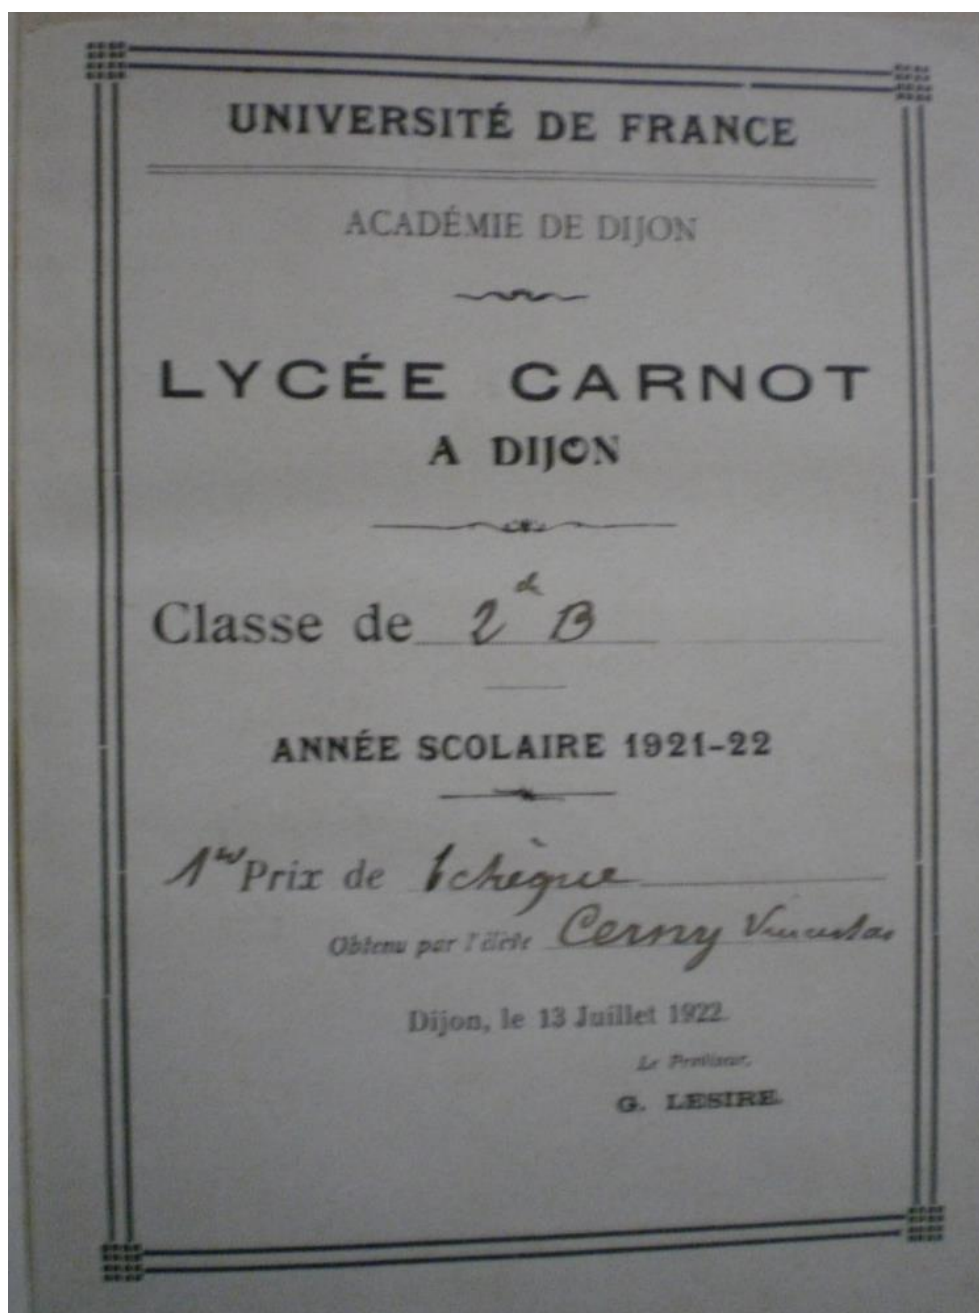 UNIVERSITÉ DE FRANCE
ACADÉMIE DE DIJON
LYCÉE CARNOT
A DIJON
Classe de 2de B
ANNÉE SCOLAIRE 1921-22
1er Prix de tchèque
Obtenu par l'élève Cerny
Dijon, le 13 Juillet 1922.
Le Proviseur,
G. LESIRE.